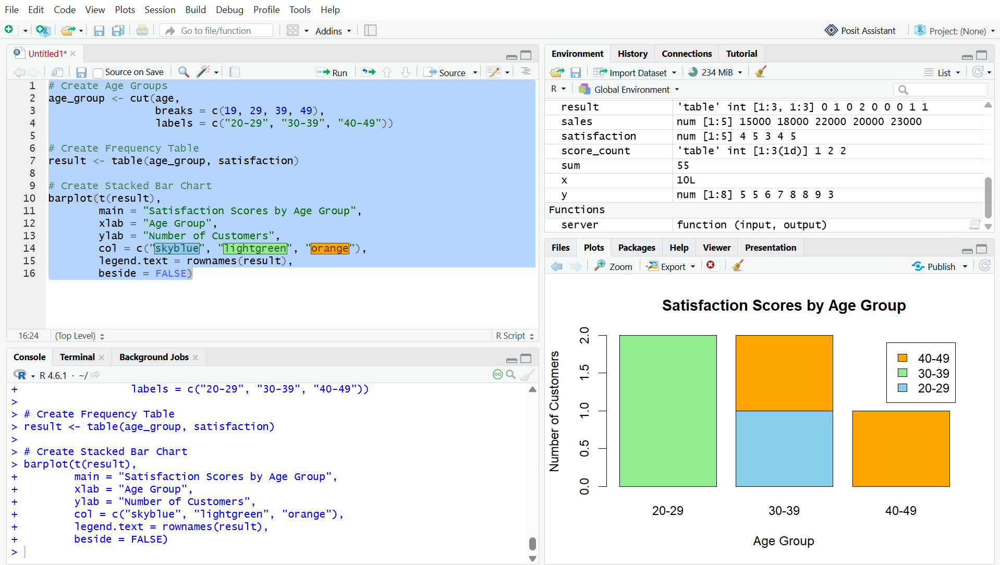 File Edit Code View Plots Session Build Debug Profile Tools Help
Go to file/function Addins Posit Assistant Project: (None)
Untitled1*
Source on Save Run Source
1 # Create Age Groups
2 age_group <- cut(age,
3 breaks = c(19, 29, 39, 49),
4 labels = c("20-29", "30-39", "40-49"))
5
6 # Create Frequency Table
7 result <- table(age_group, satisfaction)
8
9 # Create Stacked Bar Chart
10 barplot(t(result),
11 main = "Satisfaction Scores by Age Group",
12 xlab = "Age Group",
13 ylab = "Number of Customers",
14 col = c("skyblue", "lightgreen", "orange"),
15 legend.text = rownames(result),
16 beside = FALSE)
16:24 (Top Level) R Script
Console Terminal Background Jobs
R R 4.6.1 · ~/
+ labels = c("20-29", "30-39", "40-49"))
>
> # Create Frequency Table
> result <- table(age_group, satisfaction)
>
> # Create Stacked Bar Chart
> barplot(t(result),
+ main = "Satisfaction Scores by Age Group",
+ xlab = "Age Group",
+ ylab = "Number of Customers",
+ col = c("skyblue", "lightgreen", "orange"),
+ legend.text = rownames(result),
+ beside = FALSE)
>
Environment History Connections Tutorial
Import Dataset 234 MiB List
R Global Environment
result 'table' int [1:3, 1:3] 0 1 0 2 0 0 0 1 1
sales num [1:5] 15000 18000 22000 20000 23000
satisfaction num [1:5] 4 5 3 4 5
score_count 'table' int [1:3(1d)] 1 2 2
sum 55
x 10L
y num [1:8] 5 5 6 7 8 8 9 3
Functions
server function (input, output)
Files Plots Packages Help Viewer Presentation
Zoom Export Publish
Satisfaction Scores by Age Group
Number of Customers
2.0
1.5
1.0
0.5
0.0
40-49
30-39
20-29
20-29 30-39 40-49
Age Group